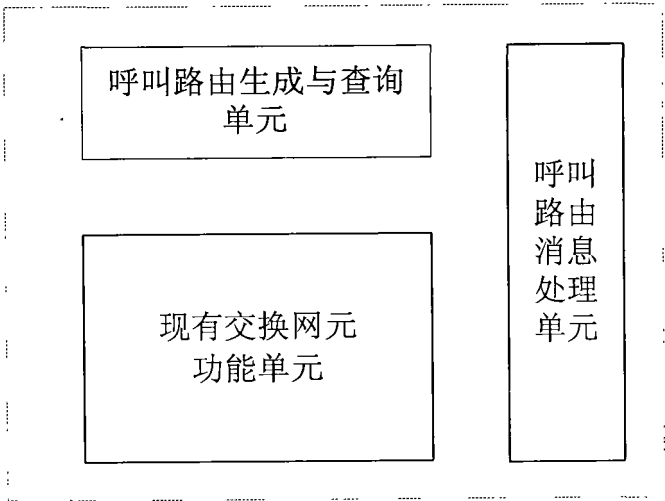 呼叫路由生成与查询
单元
现有交换网元
功能单元
呼叫
路由
消息
处理
单元